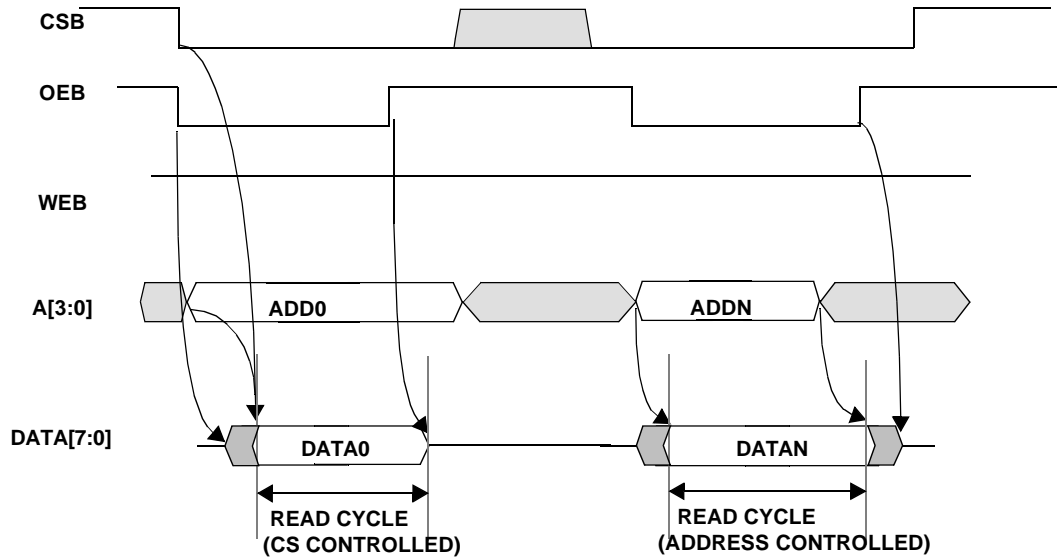 CSB
OEB
WEB
A[3:0]
ADD0
ADDN
DATA[7:0]
DATA0
DATAN
READ CYCLE
(CS CONTROLLED)
READ CYCLE
(ADDRESS CONTROLLED)